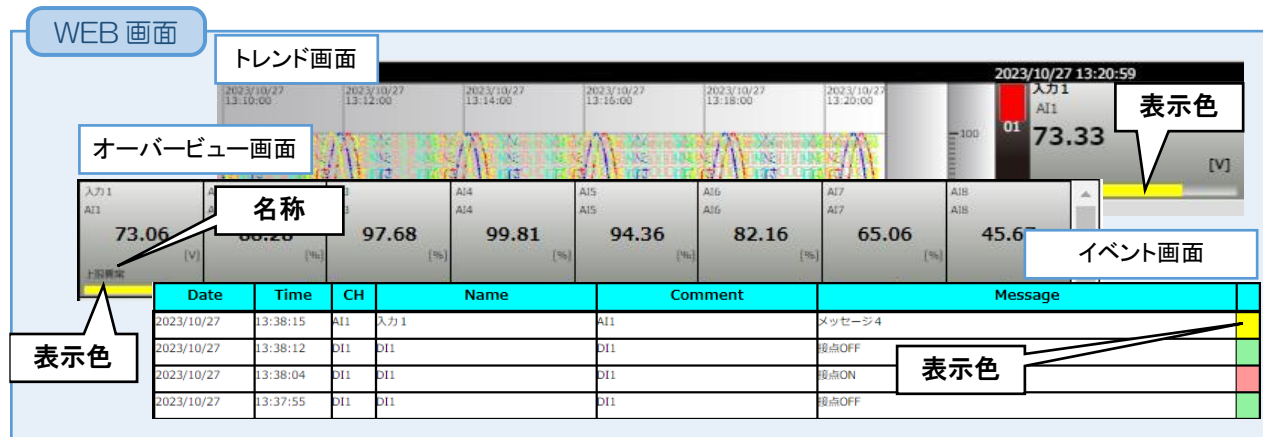 WEB 画面
トレンド画面
2023/10/27 13:20:59
2023/10/27 2023/10/27 2023/10/27 2023/10/27 2023/10/27 2023/10/27
13:10:00 13:12:00 13:14:00 13:16:00 13:18:00 13:20:00
入力1
AI1
表示色
100
01
73.33
[V]
オーバービュー画面
入力1 AI4 AI5 AI6 AI7 AI8
AI1 AI4 AI5 AI6 AI7 AI8
名称
73.06 97.68 99.81 94.36 82.16 65.06
[V] [%] [%] [%] [%] [%] [%]
上限異常
イベント画面
Date Time CH Name Comment Message
2023/10/27 13:38:15 AI1 入力1 AI1 メッセージ4
2023/10/27 13:38:12 DI1 DI1 DI1 接点OFF
2023/10/27 13:38:04 DI1 DI1 DI1 接点ON
2023/10/27 13:37:55 DI1 DI1 DI1 接点OFF
表示色
表示色